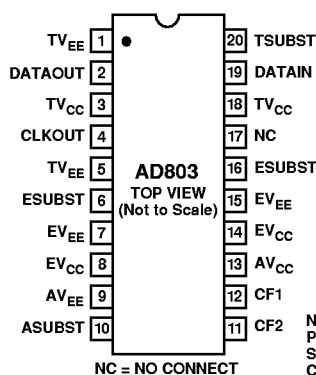 TVEE 1 20 TSUBST
DATAOUT 2 19 DATAIN
TVCC 3 18 TVCC
CLKOUT 4 17 NC
TVEE 5 16 ESUBST
AD803
TOP VIEW
(Not to Scale)
ESUBST 6 15 EVEE
EVEE 7 14 EVCC
EVCC 8 13 AVCC
AVEE 9 12 CF1
ASUBST 10 11 CF2
NC = NO CONNECT
N
P
S
C